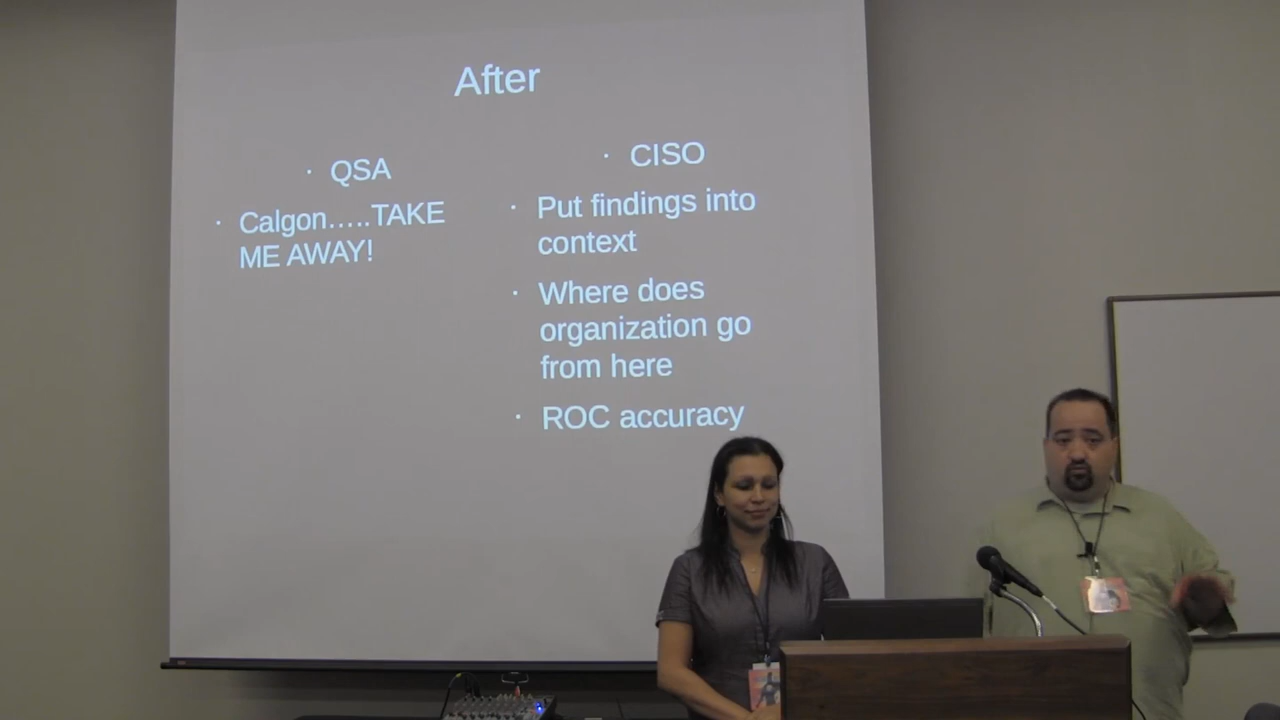 After
· QSA
· Calgon.....TAKE
ME AWAY!
· CISO
· Put findings into
context
· Where does
organization go
from here
· ROC accuracy